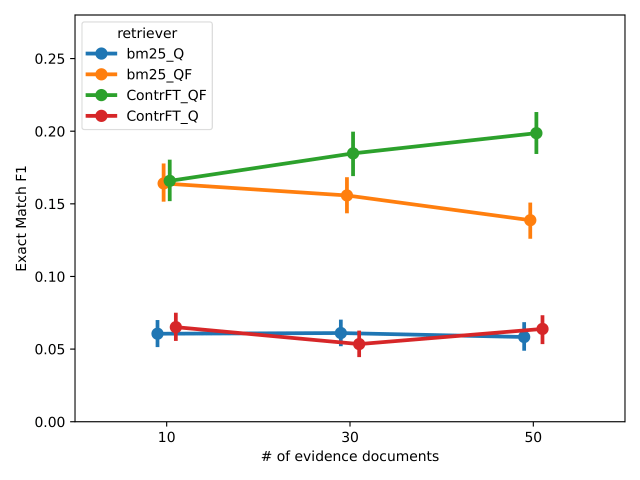 retriever
bm25_Q
bm25_QF
ContrFT_QF
ContrFT_Q
Exact Match F1
0.25
0.20
0.15
0.10
0.05
0.00
10 30 50
# of evidence documents